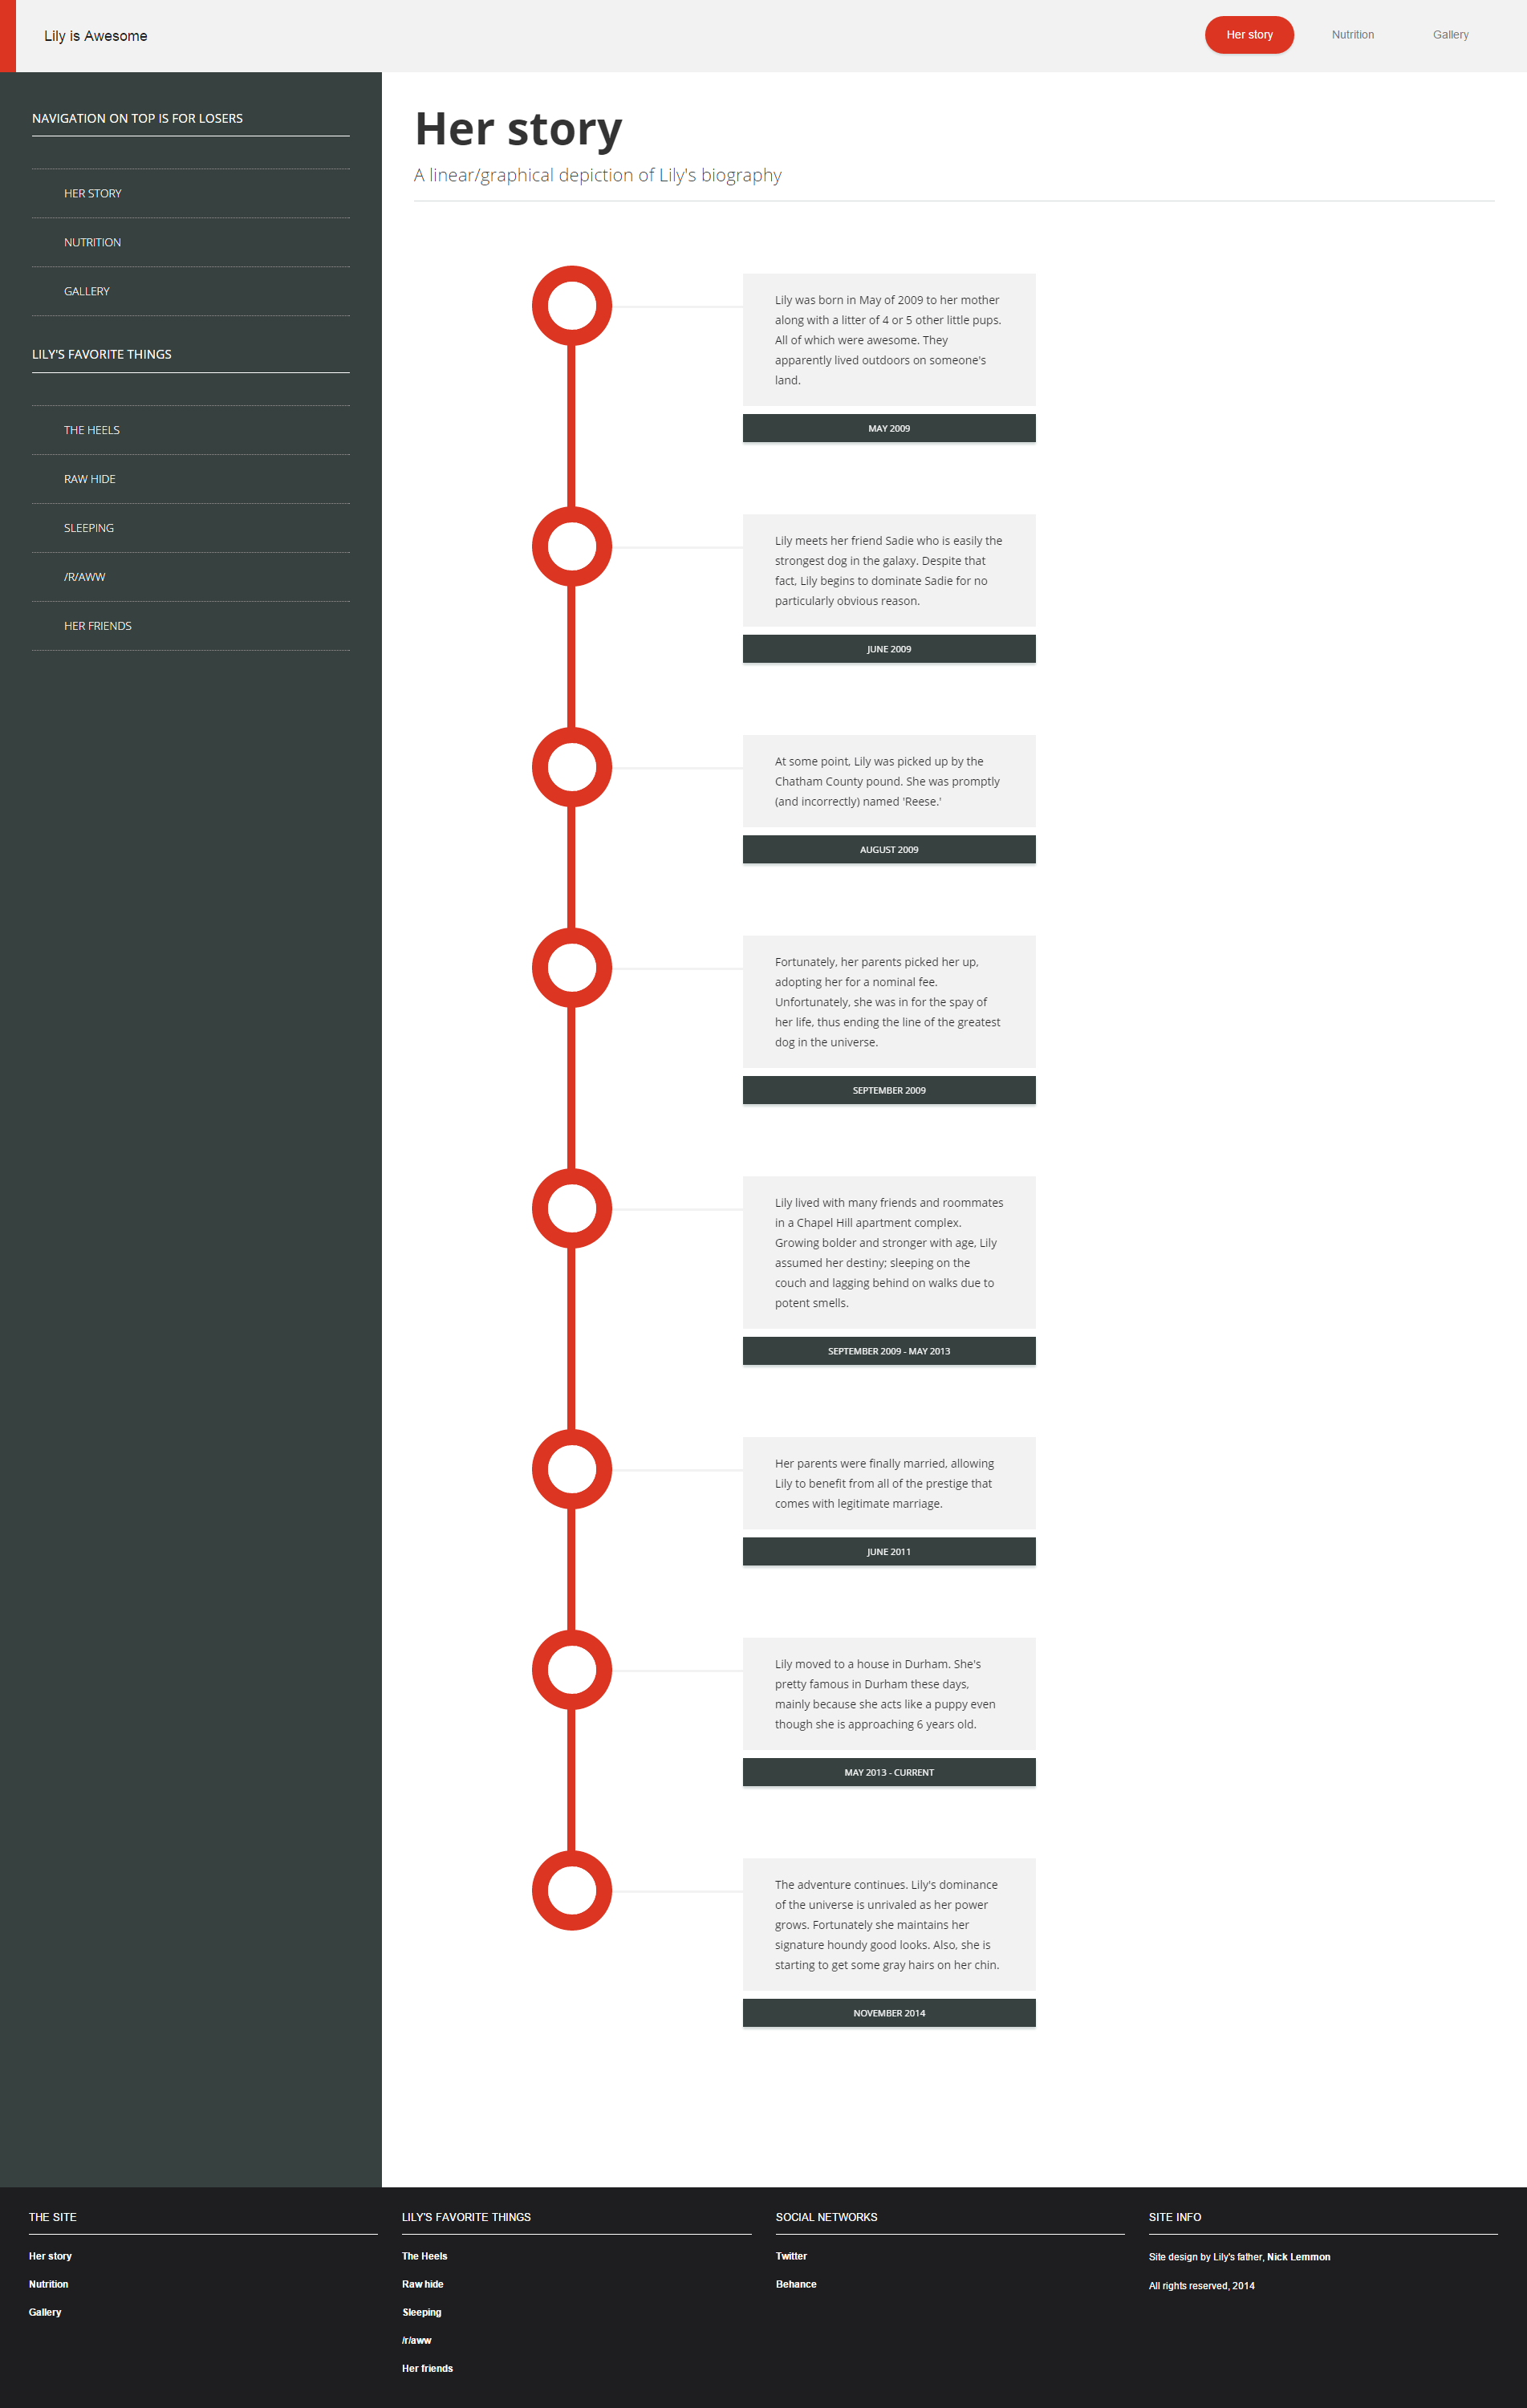 Lily is Awesome
Her story
Nutrition
Gallery
NAVIGATION ON TOP IS FOR LOSERS
HER STORY
NUTRITION
GALLERY
LILY'S FAVORITE THINGS
THE HEELS
RAW HIDE
SLEEPING
/R/AWW
HER FRIENDS
Her story
A linear/graphical depiction of Lily's biography
Lily was born in May of 2009 to her mother
along with a litter of 4 or 5 other little pups.
All of which were awesome. They
apparently lived outdoors on someone's
land.
MAY 2009
Lily meets her friend Sadie who is easily the
strongest dog in the galaxy. Despite that
fact, Lily begins to dominate Sadie for no
particularly obvious reason.
JUNE 2009
At some point, Lily was picked up by the
Chatham County pound. She was promptly
(and incorrectly) named 'Reese.'
AUGUST 2009
Fortunately, her parents picked her up,
adopting her for a nominal fee.
Unfortunately, she was in for the spay of
her life, thus ending the line of the greatest
dog in the universe.
SEPTEMBER 2009
Lily lived with many friends and roommates
in a Chapel Hill apartment complex.
Growing bolder and stronger with age, Lily
assumed her destiny; sleeping on the
couch and lagging behind on walks due to
potent smells.
SEPTEMBER 2009 - MAY 2013
Her parents were finally married, allowing
Lily to benefit from all of the prestige that
comes with legitimate marriage.
JUNE 2011
Lily moved to a house in Durham. She's
pretty famous in Durham these days,
mainly because she acts like a puppy even
though she is approaching 6 years old.
MAY 2013 - CURRENT
The adventure continues. Lily's dominance
of the universe is unrivaled as her power
grows. Fortunately she maintains her
signature houndy good looks. Also, she is
starting to get some gray hairs on her chin.
NOVEMBER 2014
THE SITE
Her story
Nutrition
Gallery
LILY'S FAVORITE THINGS
The Heels
Raw hide
Sleeping
/r/aww
Her friends
SOCIAL NETWORKS
Twitter
Behance
SITE INFO
Site design by Lily's father, Nick Lemmon
All rights reserved, 2014